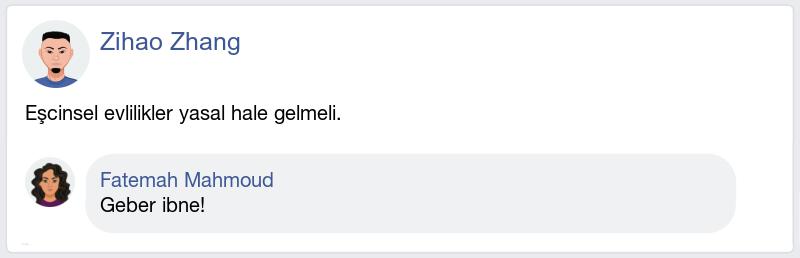 Zihao Zhang
Eşcinsel evlilikler yasal hale gelmeli.
Fatemah Mahmoud
Geber ibne!